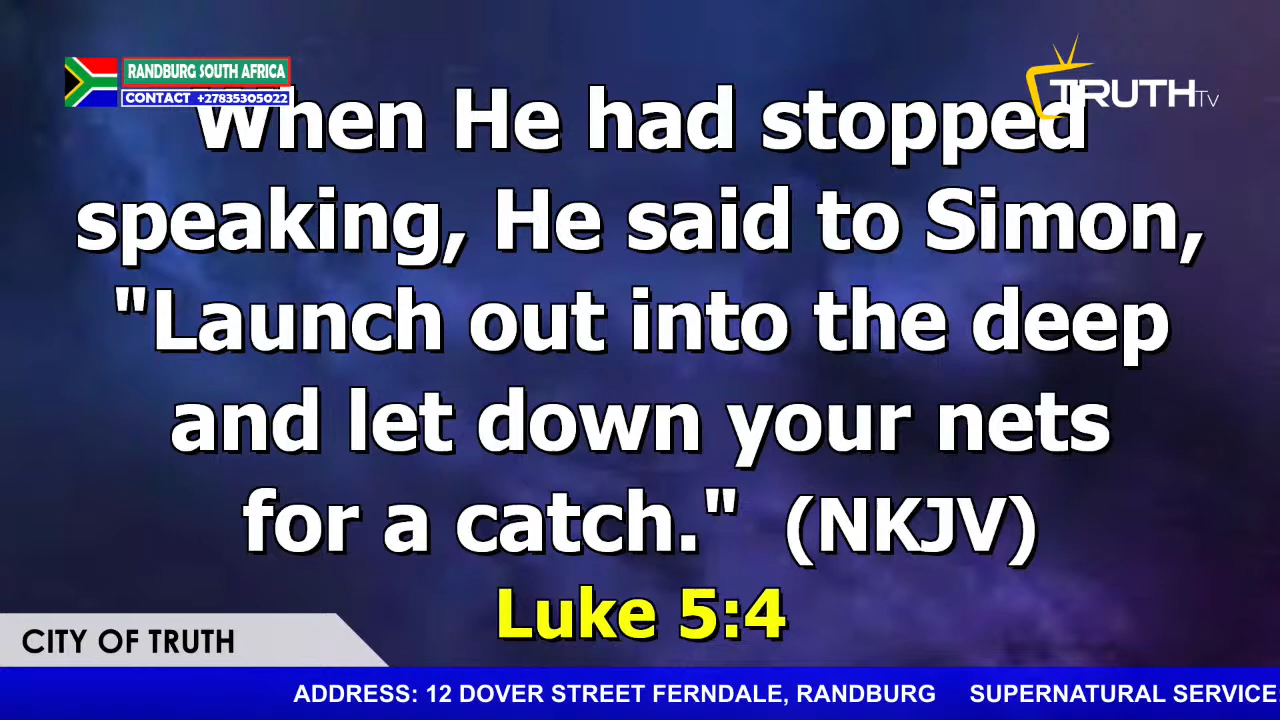 RANDBURG SOUTH AFRICA
CONTACT +27835305022
TRUTH TV
When He had stopped
speaking, He said to Simon,
"Launch out into the deep
and let down your nets
for a catch." (NKJV)
Luke 5:4
CITY OF TRUTH
ADDRESS: 12 DOVER STREET FERNDALE, RANDBURG SUPERNATURAL SERVICE